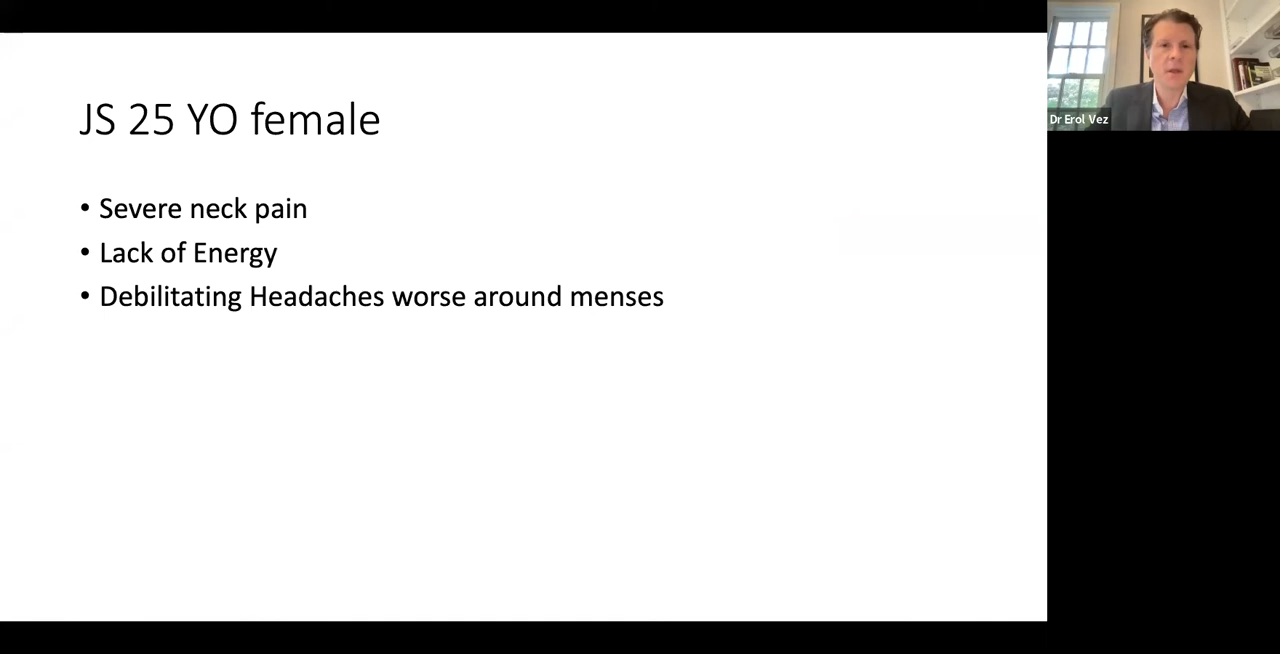 JS 25 YO female
• Severe neck pain
• Lack of Energy
• Debilitating Headaches worse around menses
Dr Erol Vez